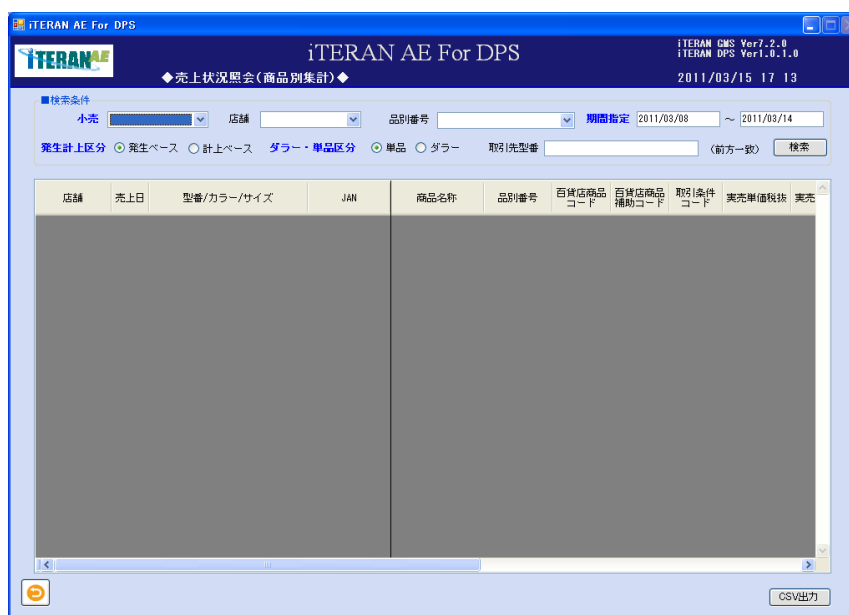 iTERAN AE For DPS
iTERAN AE
iTERAN AE For DPS
iTERAN GMS Ver7.2.0
iTERAN DPS Ver1.0.1.0
◆売上状況照会(商品別集計)◆
2011/03/15 17 13
■検索条件
小売 店舗 品別番号 期間指定 2011/03/08 ～ 2011/03/14
発生計上区分 発生ベース 計上ベース ダラー・単品区分 単品 ダラー 取引先型番 (前方一致) 検索
店舗 売上日 型番/カラー/サイズ JAN 商品名称 品別番号 百貨店商品コード 百貨店商品補助コード 取引条件コード 実売単価税抜 実売
CSV出力